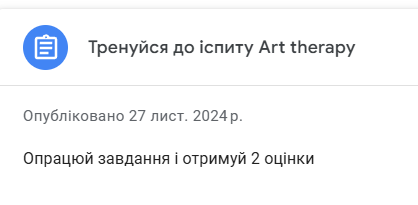 Тренуйся до іспиту Art therapy
Опубліковано 27 лист. 2024 р.
Опрацюй завдання і отримуй 2 оцінки